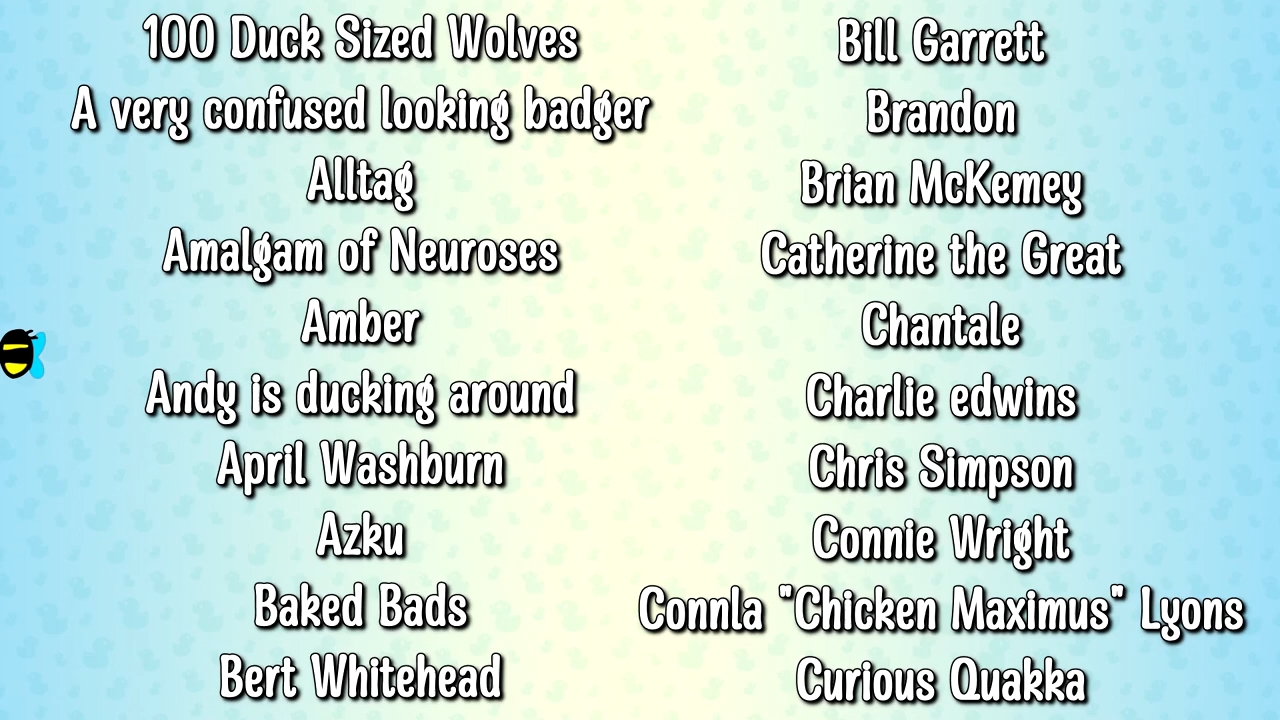 100 Duck Sized Wolves
A very confused looking badger
Alltag
Amalgam of Neuroses
Amber
Andy is ducking around
April Washburn
Azku
Baked Bads
Bert Whitehead
Bill Garrett
Brandon
Brian McKemey
Catherine the Great
Chantale
Charlie edwins
Chris Simpson
Connie Wright
Connla "Chicken Maximus" Lyons
Curious Quakka